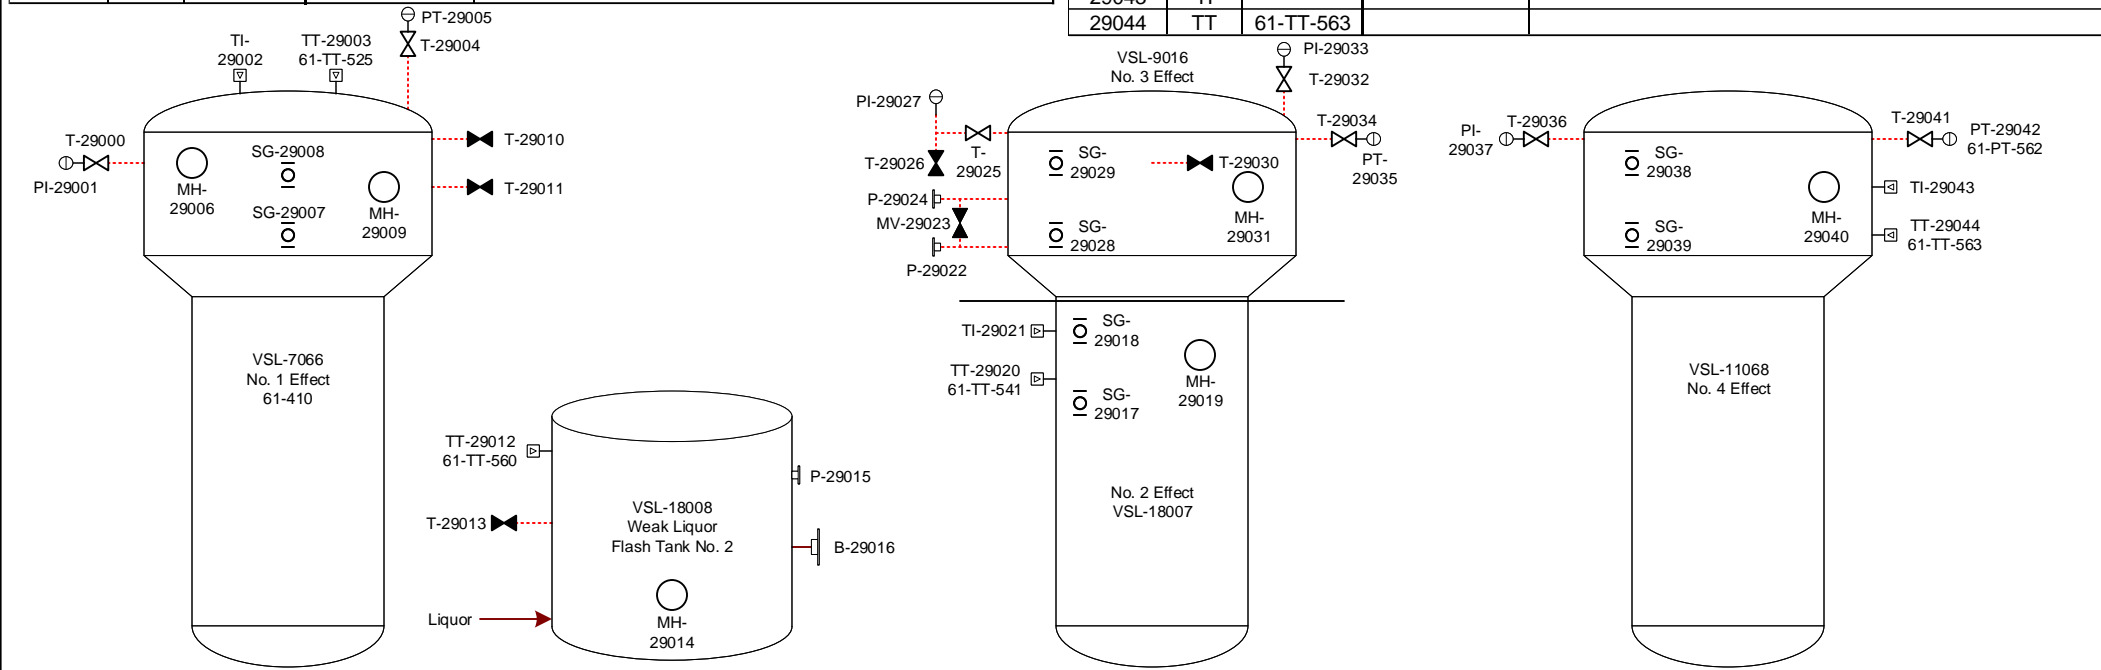 29044 TT 61-TT-563
PT-29005
T-29004
TI-
29002
TT-29003
61-TT-525
T-29000
PI-29001
MH-
29006
SG-29008
SG-29007
MH-
29009
T-29010
T-29011
VSL-7066
No. 1 Effect
61-410
TT-29012
61-TT-560
T-29013
VSL-18008
Weak Liquor
Flash Tank No. 2
P-29015
B-29016
Liquor
MH-
29014
VSL-9016
No. 3 Effect
PI-29033
T-29032
PI-29027
T-29026
T-
29025
P-29024
MV-29023
P-29022
SG-
29029
T-29030
SG-
29028
MH-
29031
T-29034
PT-
29035
TI-29021
SG-
29018
TT-29020
61-TT-541
SG-
29017
MH-
29019
No. 2 Effect
VSL-18007
PI-
29037
T-29036
SG-
29038
SG-
29039
MH-
29040
T-29041
PT-29042
61-PT-562
TI-29043
TT-29044
61-TT-563
VSL-11068
No. 4 Effect